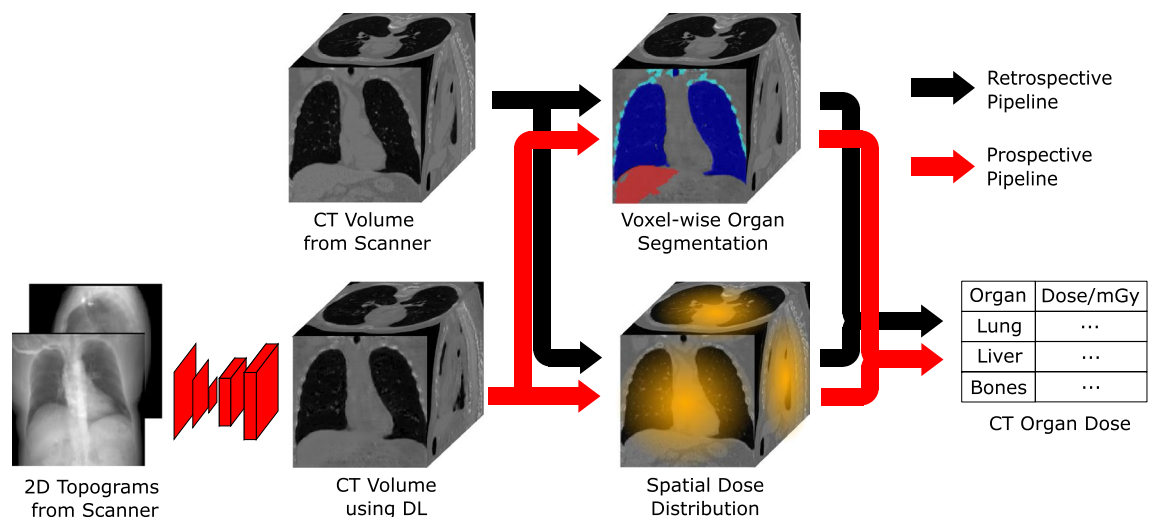 Retrospective
Pipeline
Prospective
Pipeline
CT Volume
from Scanner
Voxel-wise Organ
Segmentation
Organ Dose/mGy
Lung ...
Liver ...
Bones ...
CT Organ Dose
2D Topograms
from Scanner
CT Volume
using DL
Spatial Dose
Distribution